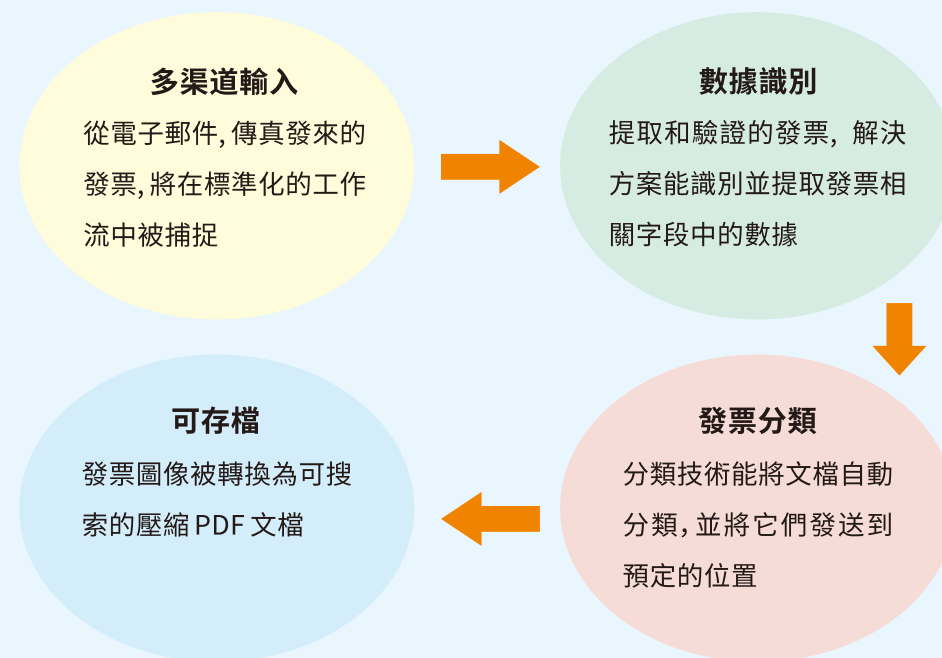 多渠道輸入
從電子郵件,傳真發來的
發票,將在標準化的工作
流中被捕捉
數據識別
提取和驗證的發票, 解決
方案能識別並提取發票相
關字段中的數據
發票分類
分類技術能將文檔自動
分類,並將它們發送到
預定的位置
可存檔
發票圖像被轉換為可搜
索的壓縮 PDF 文檔